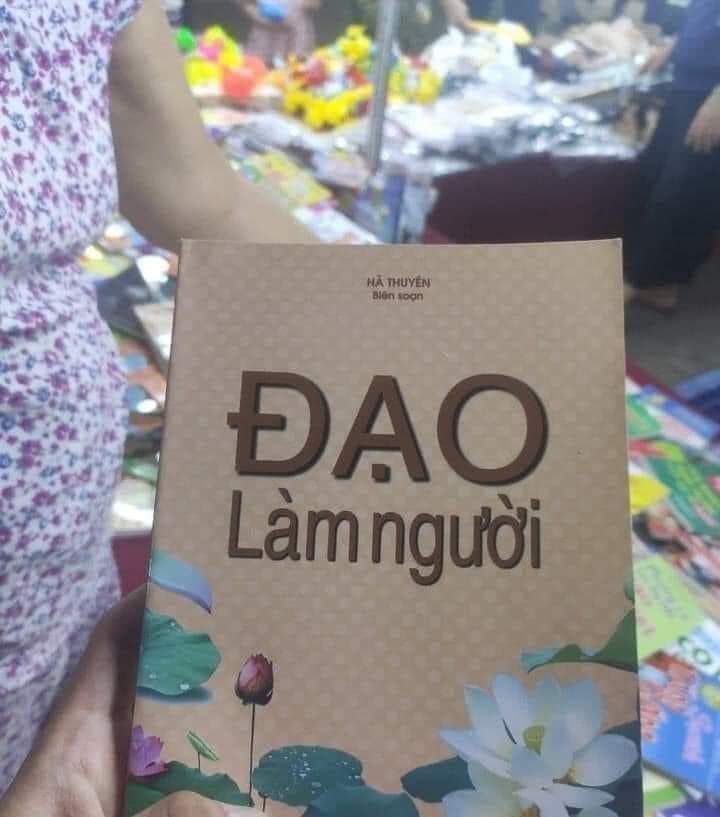 HÀ THUYÊN
Biên soạn
ĐẠO
Làm người